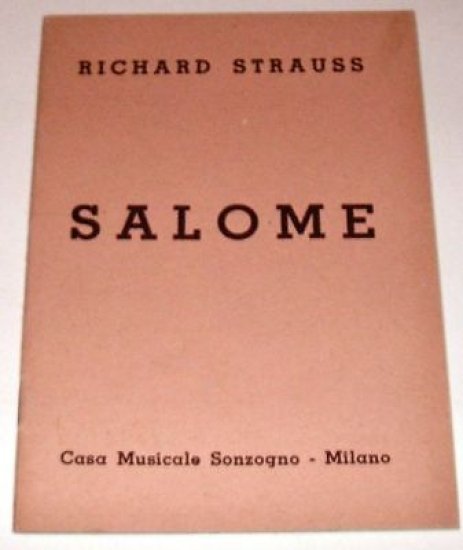 RICHARD STRAUSS
SALOME
Casa Musicale Sonzogno - Milano